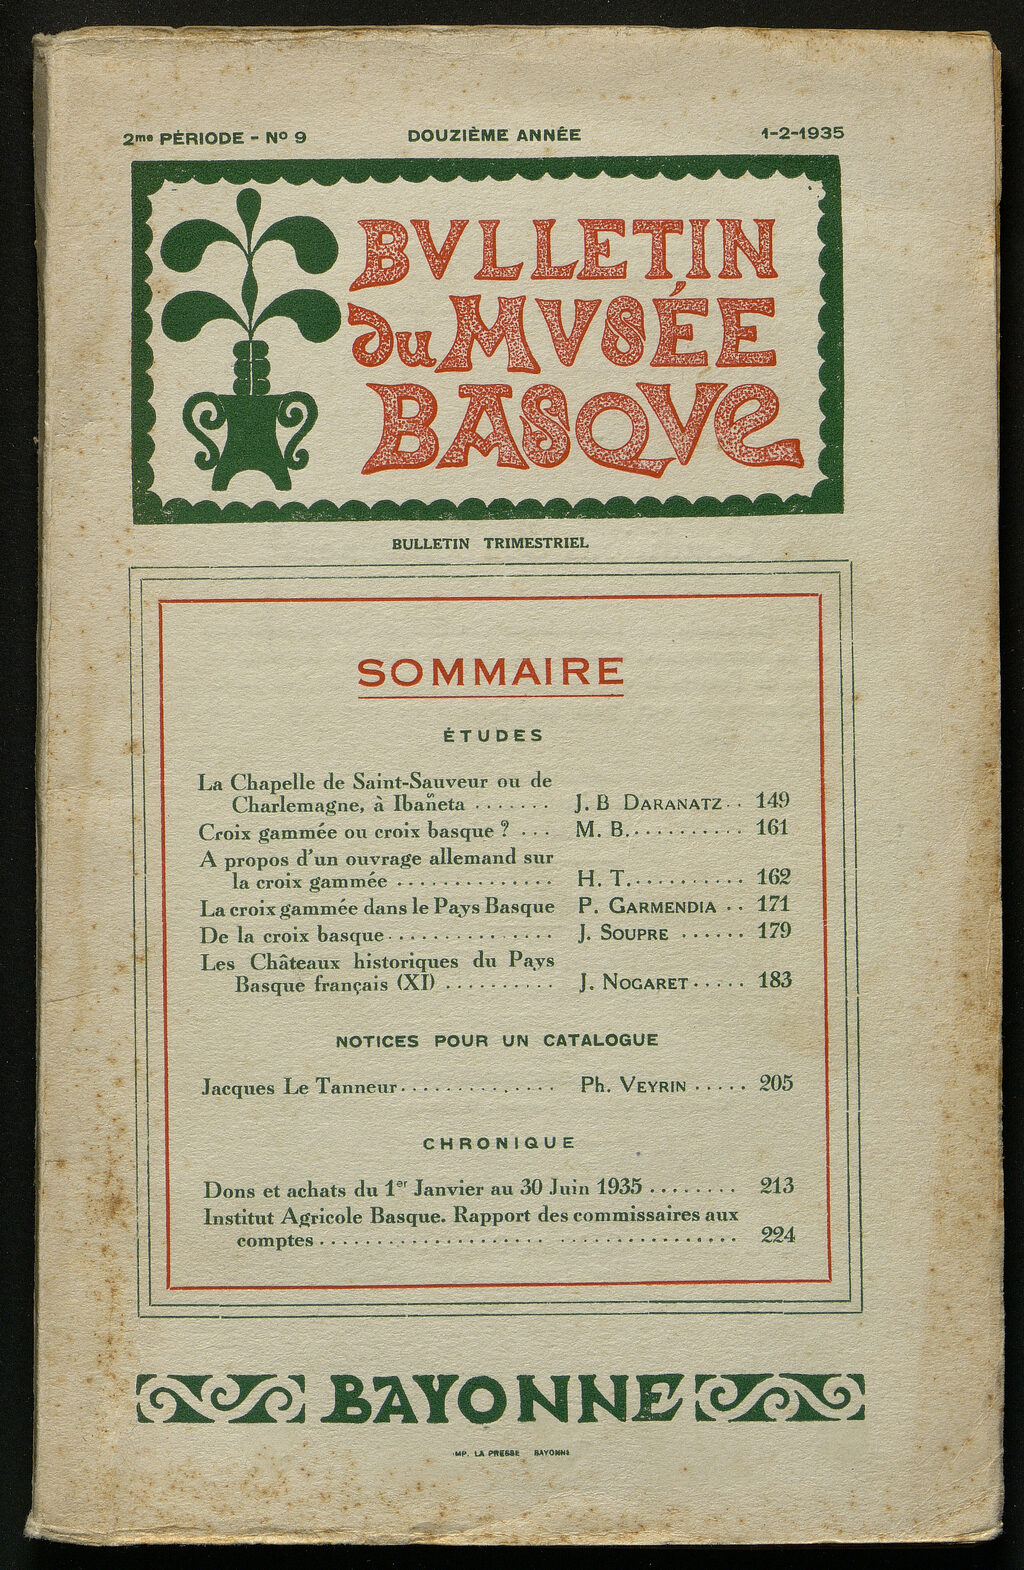 2me PÉRIODE - No 9 DOUZIÈME ANNÉE 1-2-1935
BVLLETIN
du MVSÉE
BASQVE
BULLETIN TRIMESTRIEL
SOMMAIRE
ÉTUDES
La Chapelle de Saint-Sauveur ou de
Charlemagne, à Ibañeta ....... J. B DARANATZ .. 149
Croix gammée ou croix basque ? ... M. B. .......... 161
A propos d'un ouvrage allemand sur
la croix gammée .............. H. T. .......... 162
La croix gammée dans le Pays Basque P. GARMENDIA .. 171
De la croix basque ............... J. SOUPRE ...... 179
Les Châteaux historiques du Pays
Basque français (XI) .......... J. NOGARET ..... 183
NOTICES POUR UN CATALOGUE
Jacques Le Tanneur .............. Ph. VEYRIN ..... 205
CHRONIQUE
Dons et achats du 1er Janvier au 30 Juin 1935 ........ 213
Institut Agricole Basque. Rapport des commissaires aux
comptes ...................................... 224
BAYONNE
MP. LA PRESSE BAYONNE